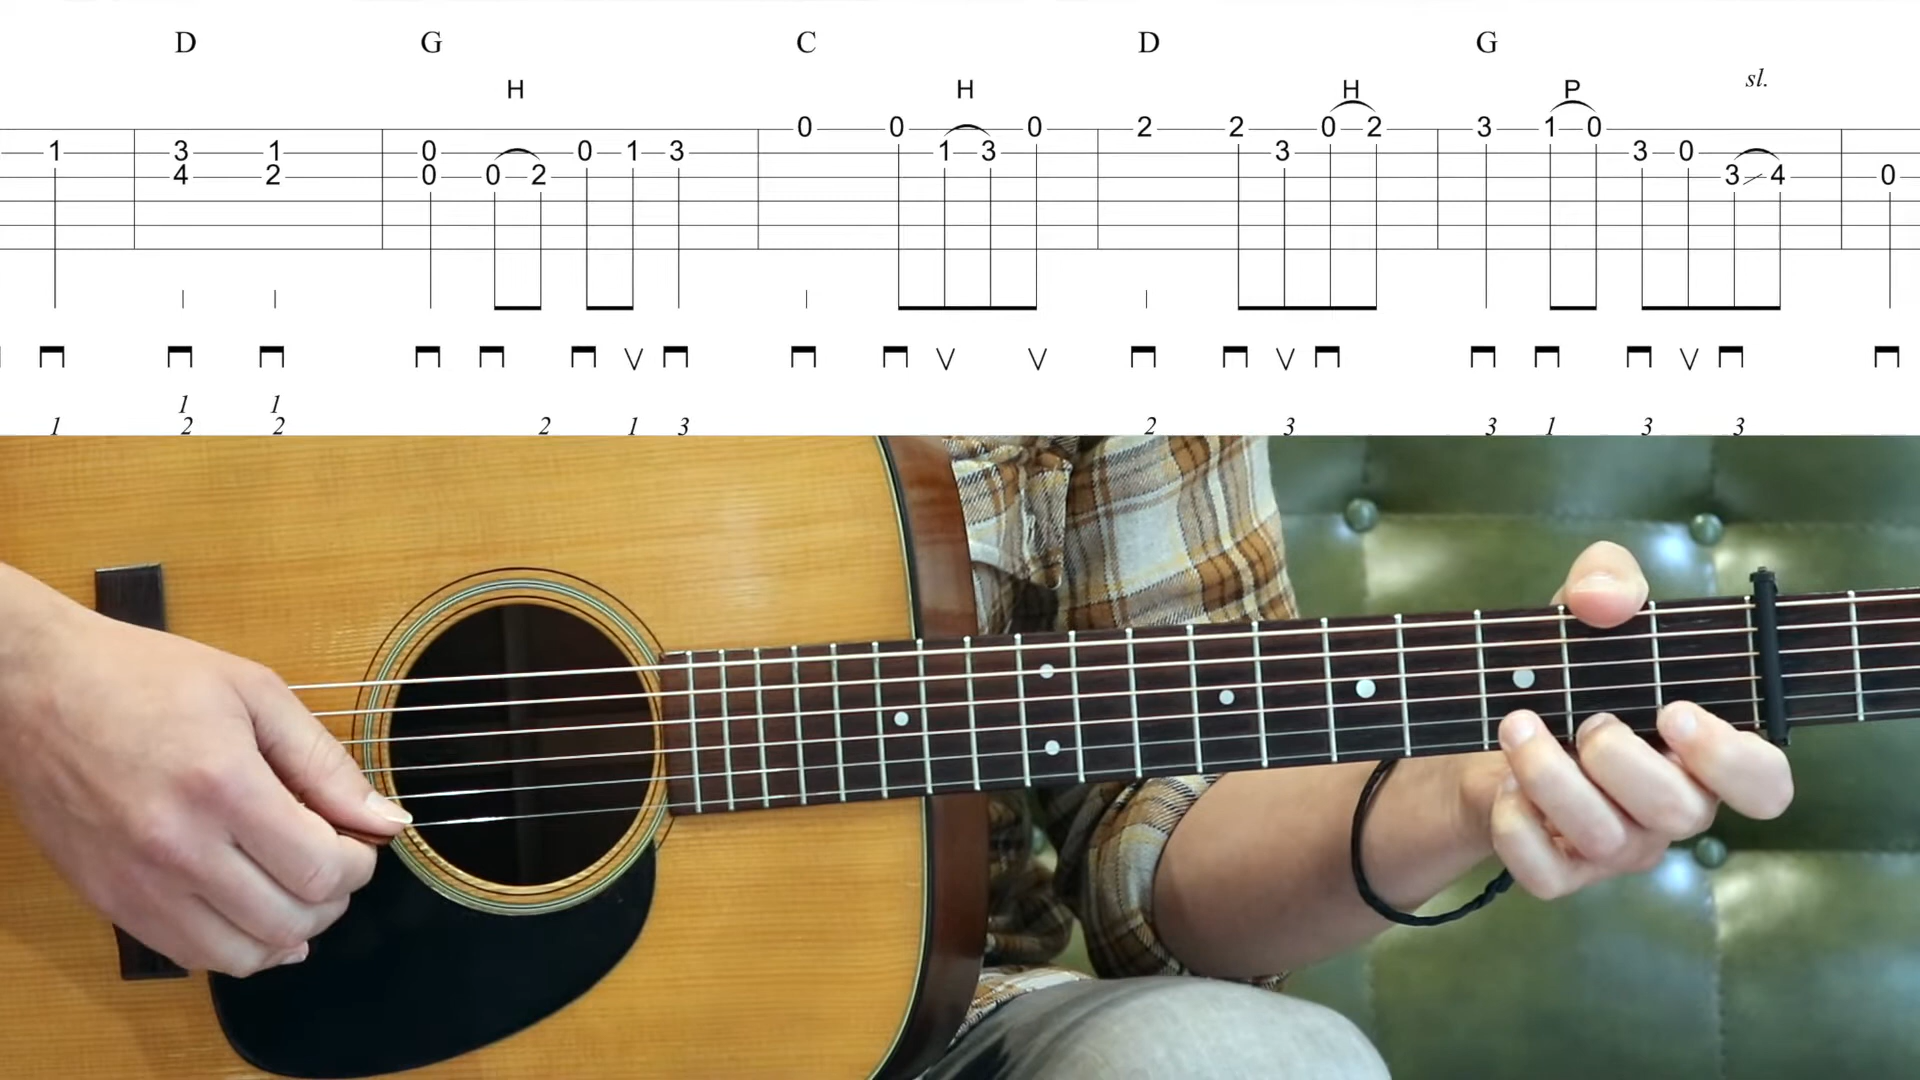 D G C D G
H H H P sl.
0 0 0 2 2 0 2 3 1 0
1 3 1 0 0 1 3 1 3 3 3 0
4 2 0 0 2 3 4 0
1 1
1 2 2 2 1 3 2 3 3 1 3 3